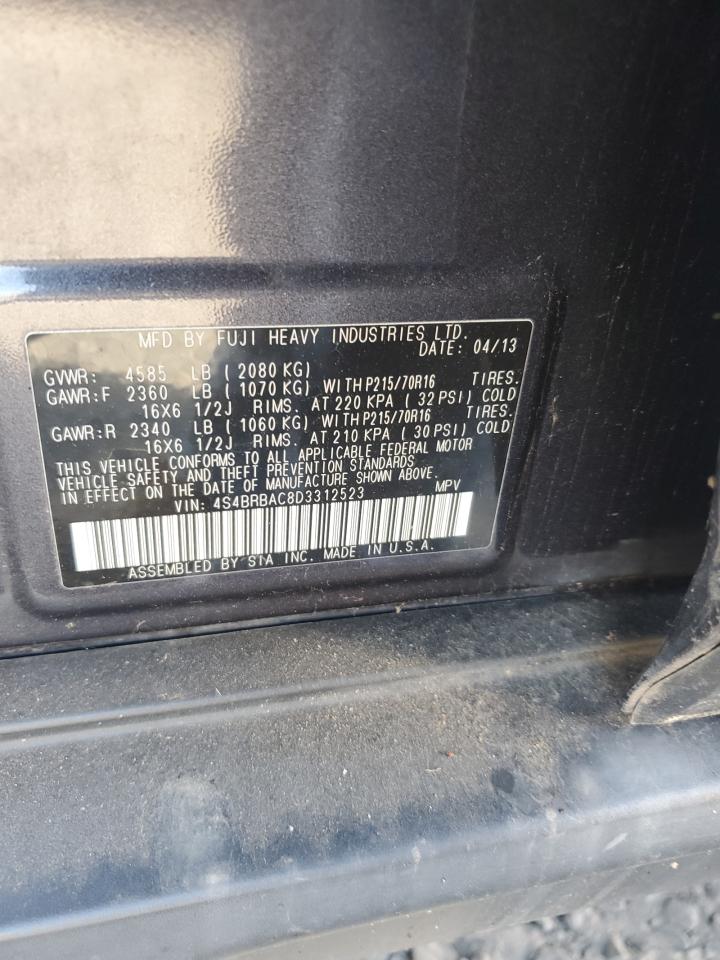 MFD BY FUJI HEAVY INDUSTRIES LTD.
DATE: 04/13
GVWR: 4585 LB ( 2080 KG)
GAWR:F 2360 LB ( 1070 KG) WITH P215/70R16 TIRES.
16X6 1/2J RIMS. AT 220 KPA ( 32 PSI) COLD
GAWR:R 2340 LB ( 1060 KG) WITH P215/70R16 TIRES.
16X6 1/2J RIMS. AT 210 KPA ( 30 PSI) COLD
THIS VEHICLE CONFORMS TO ALL APPLICABLE FEDERAL MOTOR
VEHICLE SAFETY AND THEFT PREVENTION STANDARDS
IN EFFECT ON THE DATE OF MANUFACTURE SHOWN ABOVE.
VIN: 4S4BRBAC8D3312523 MPV
ASSEMBLED BY SIA INC. MADE IN U.S.A.